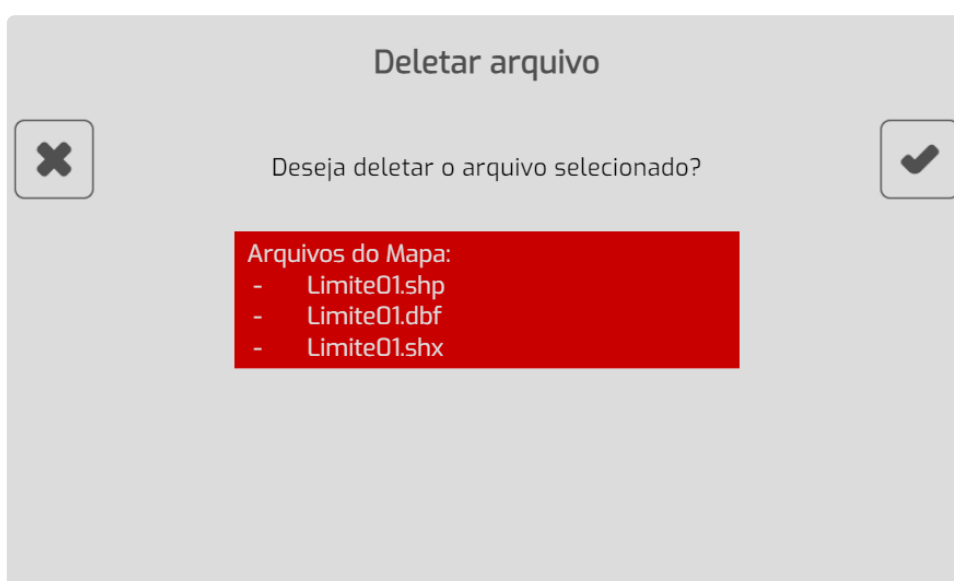 Deletar arquivo
Deseja deletar o arquivo selecionado?
Arquivos do Mapa:
- Limite01.shp
- Limite01.dbf
- Limite01.shx